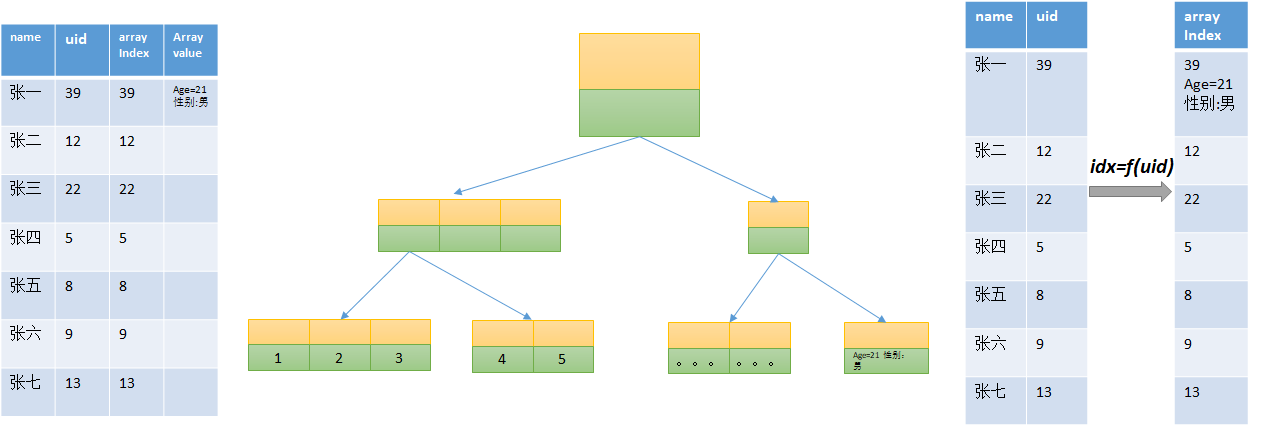 name uid array Index Array value
张一 39 39 Age=21 性别:男
张二 12 12
张三 22 22
张四 5 5
张五 8 8
张六 9 9
张七 13 13
1 2 3
4 5
。。。 。。。
Age=21 性别:
男
name uid
张一 39
张二 12
张三 22
张四 5
张五 8
张六 9
张七 13
idx=f(uid)
array
Index
39
Age=21
性别:男
12
22
5
8
9
13